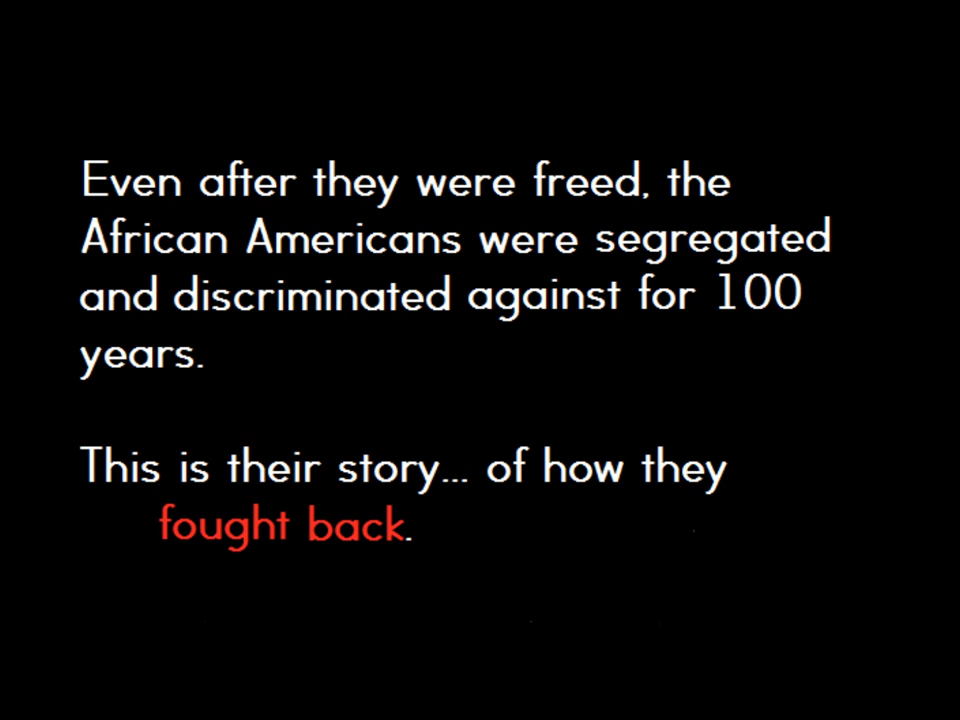 Even after they were freed, the
African Americans were segregated
and discriminated against for 100
years.
This is their story... of how they
fought back.